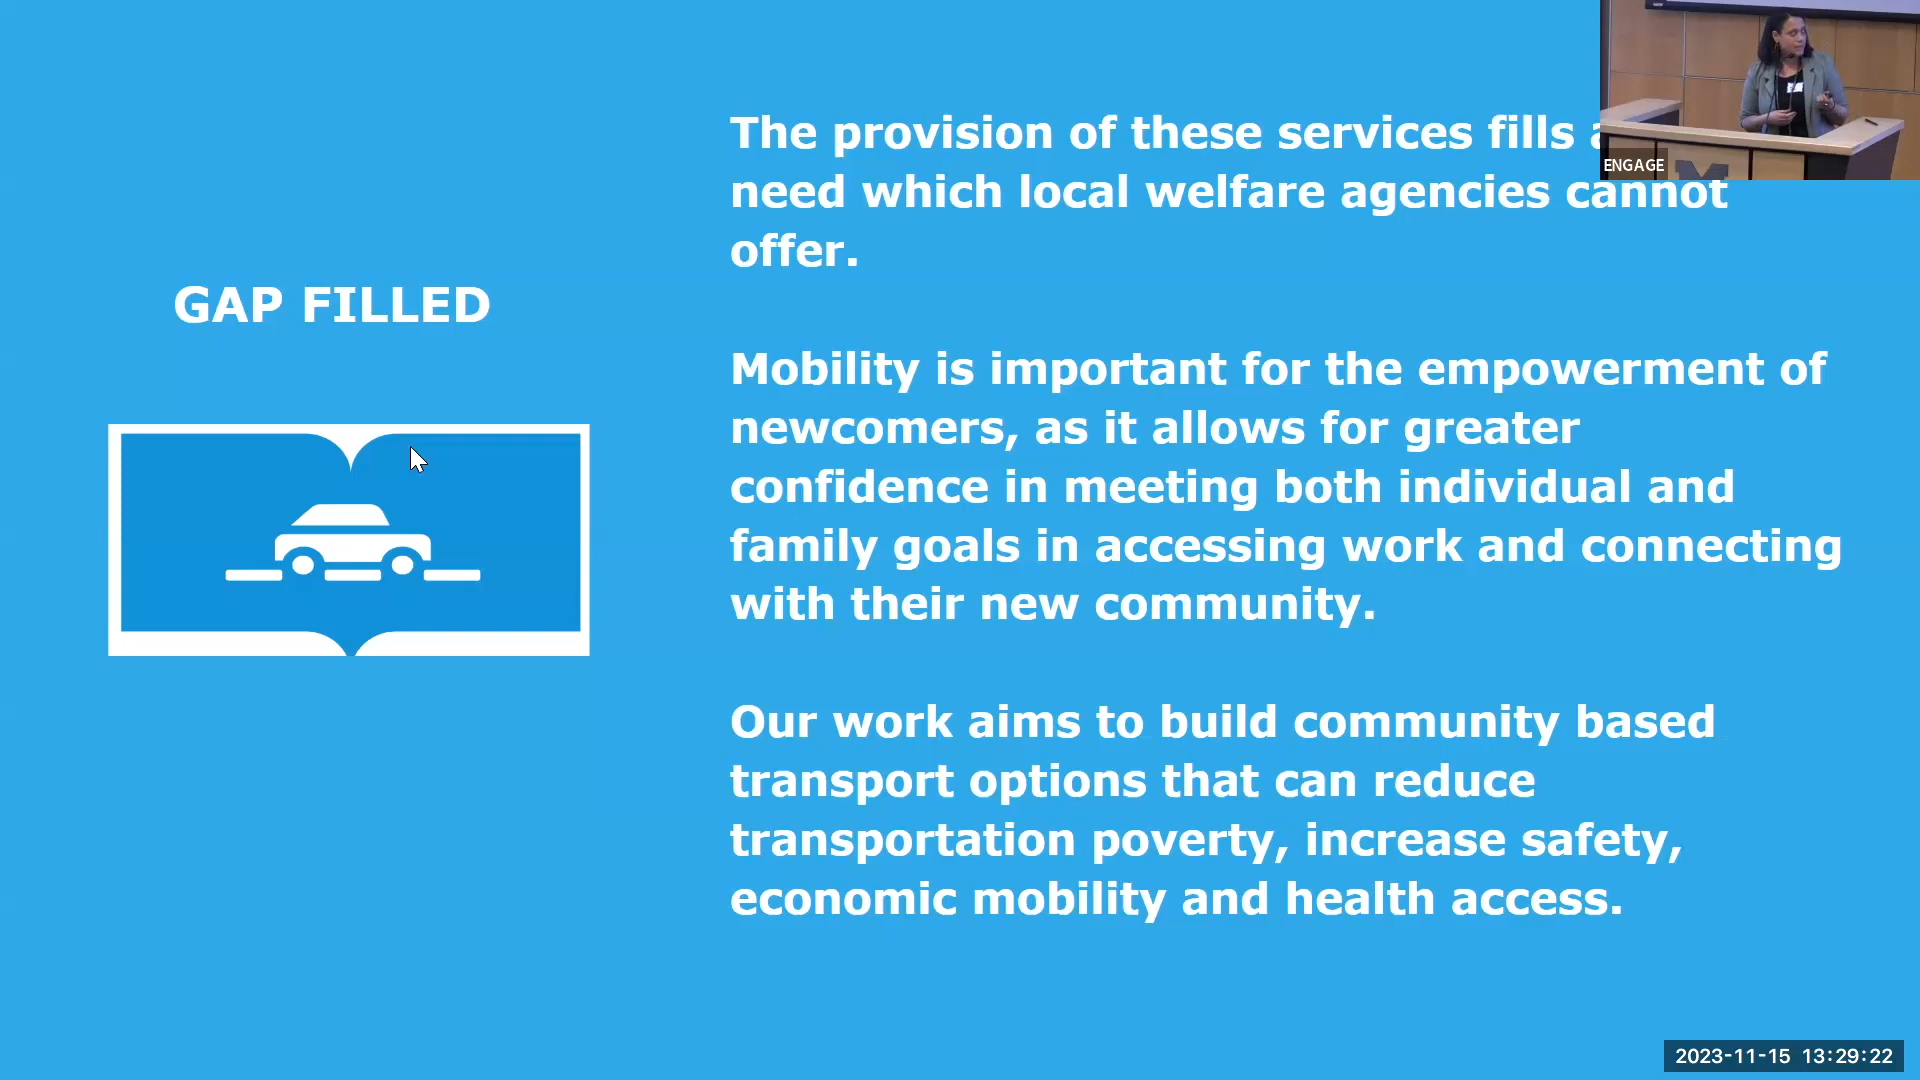 The provision of these services fills
need which local welfare agencies cannot
offer.
GAP FILLED
Mobility is important for the empowerment of
newcomers, as it allows for greater
confidence in meeting both individual and
family goals in accessing work and connecting
with their new community.
Our work aims to build community based
transport options that can reduce
transportation poverty, increase safety,
economic mobility and health access.
ENGAGE
M
2023-11-15 13:29:22